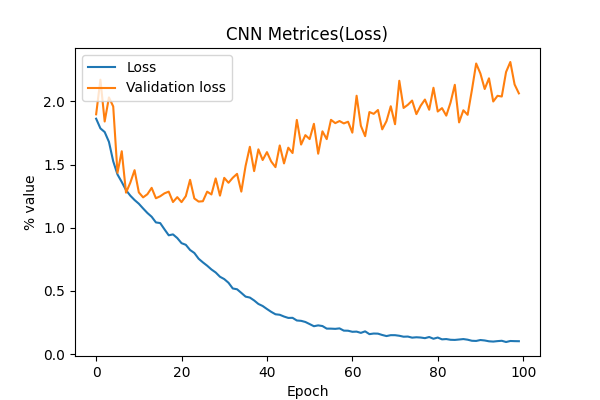 CNN Metrices(Loss)
Loss
Validation loss
2.0
1.5
1.0
0.5
0.0
% value
0 20 40 60 80 100
Epoch